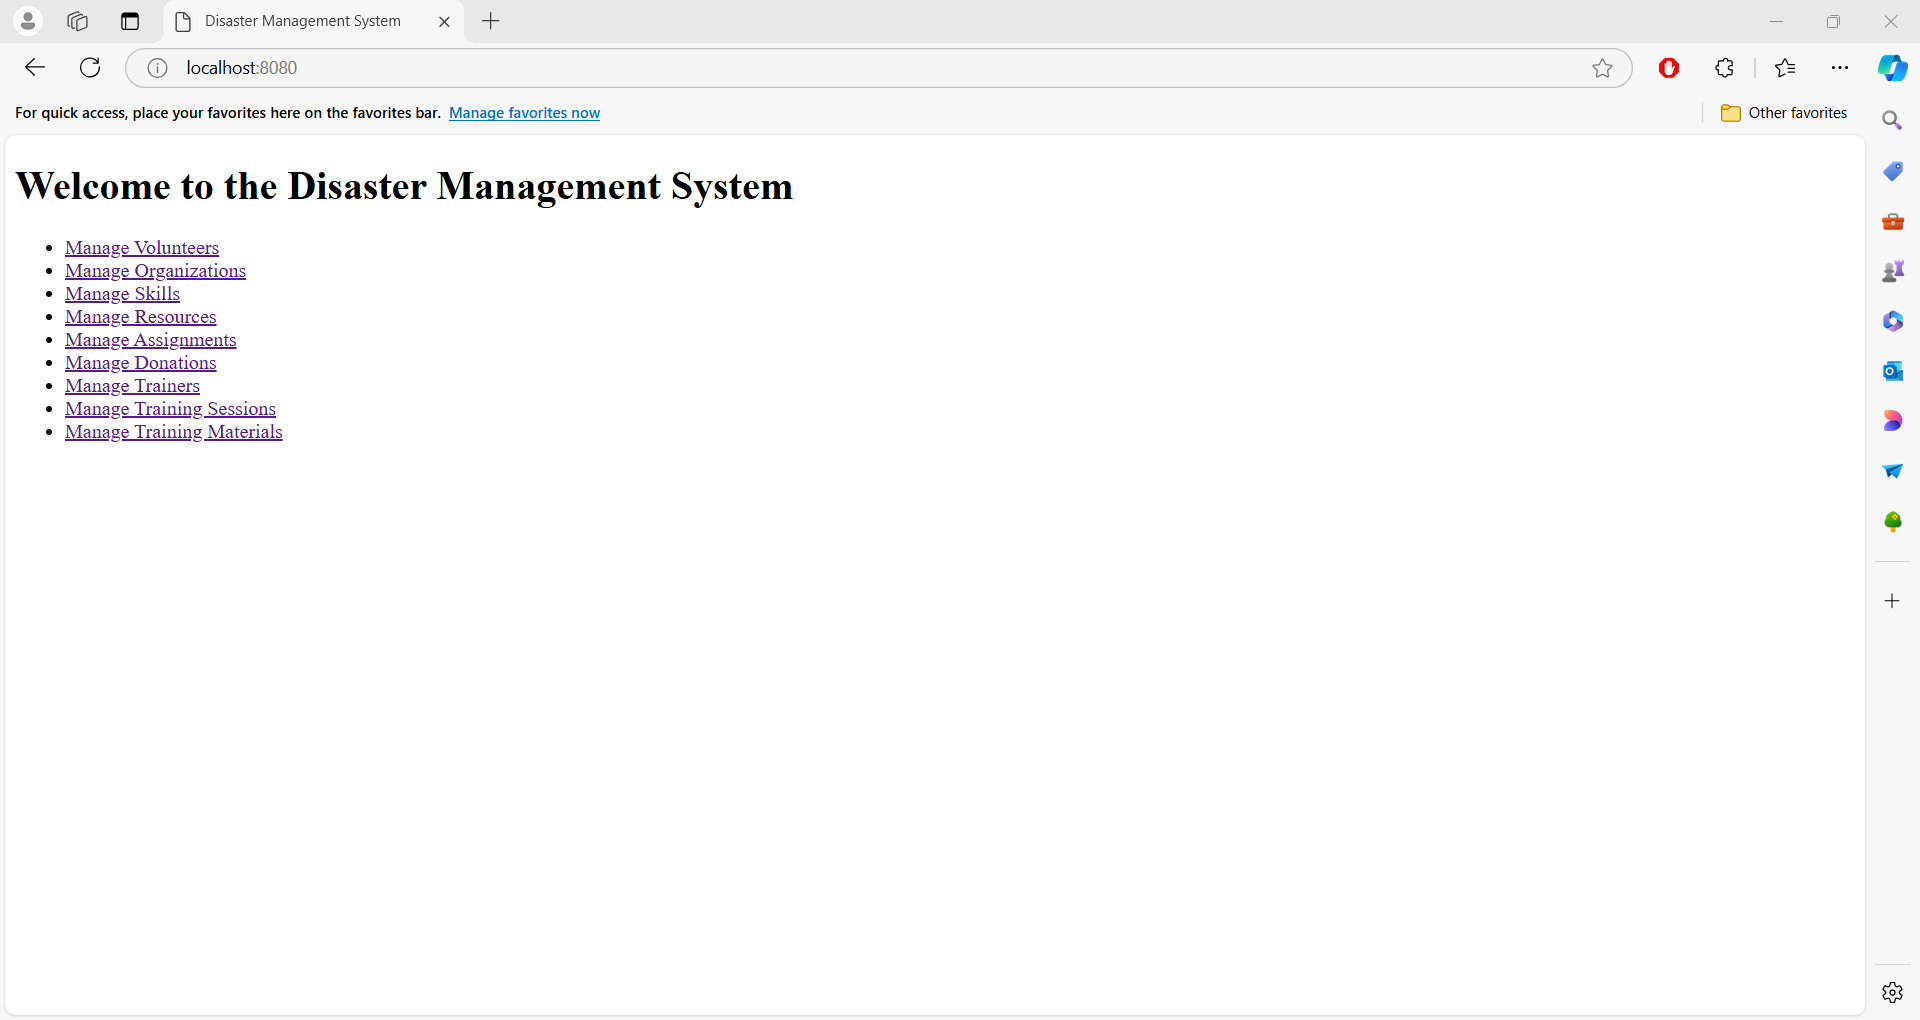 Disaster Management System
localhost:8080
For quick access, place your favorites here on the favorites bar. Manage favorites now
Other favorites
Welcome to the Disaster Management System
Manage Volunteers
Manage Organizations
Manage Skills
Manage Resources
Manage Assignments
Manage Donations
Manage Trainers
Manage Training Sessions
Manage Training Materials